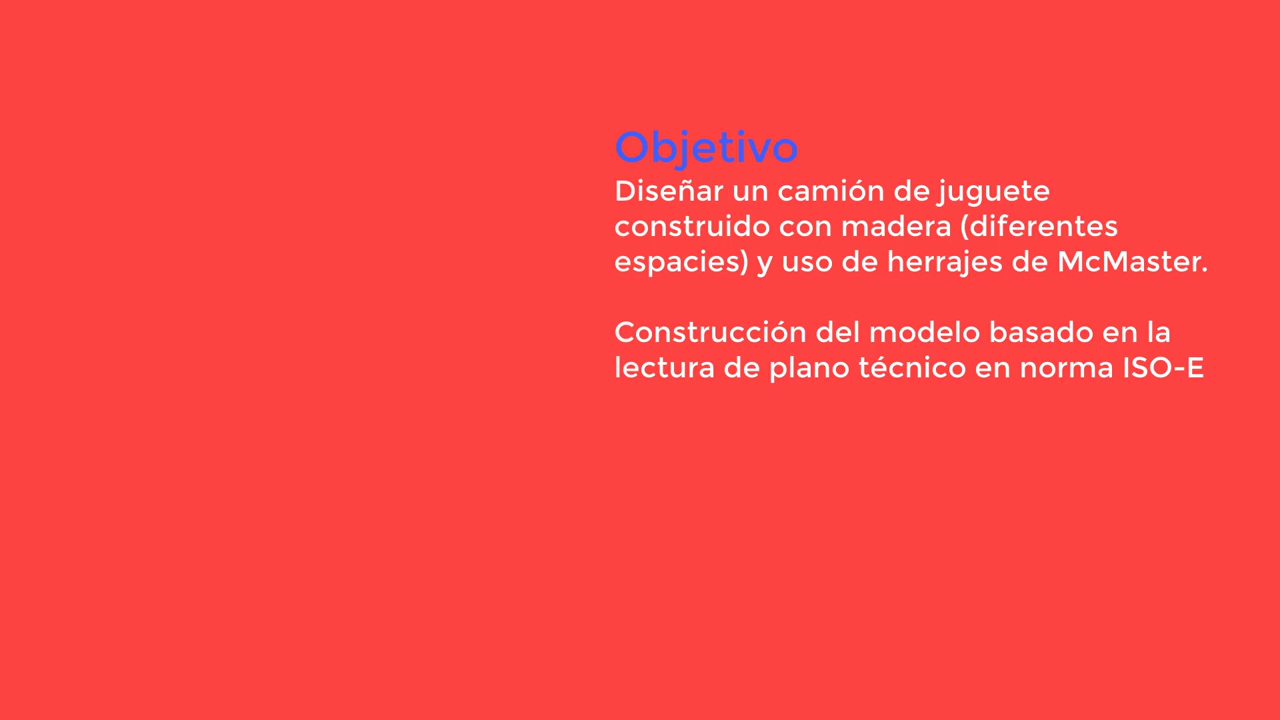 Objetivo
Diseñar un camión de juguete
construido con madera (diferentes
espacies) y uso de herrajes de McMaster.
Construcción del modelo basado en la
lectura de plano técnico en norma ISO-E